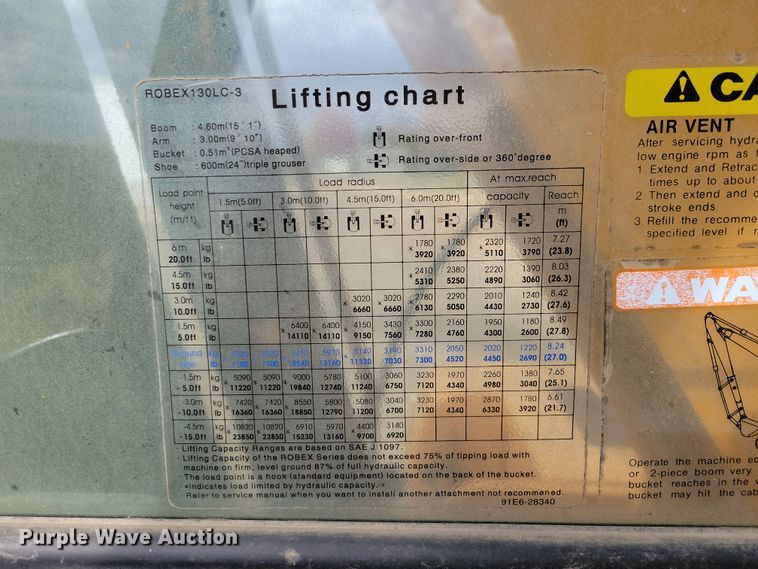 ROBEX130LC-3
Lifting chart
Boom : 4.60m(15´ 1˝)
Arm : 3.00m(9´ 10˝)
Bucket : 0.51m³(PCSA heaped)
Shoe : 600m(24˝)triple grouser
Rating over-front
Rating over-side or 360°degree
Load point height (m/ft) Load radius At max.reach
1.5m(5.0ft) 3.0m(10.0ft) 4.5m(15.0ft) 6.0m(20.0ft) capacity Reach
m
(ft)
6.m kg *1780 *1780 *2320 1720 7.27
20.0ft lb 3920 3920 5110 3790 (23.8)
4.5m kg *2410 2380 2220 1390 8.03
15.0ft lb 5310 5250 4890 3060 (26.3)
3.0m kg *3020 *3020 *2780 2290 2010 1240 8.42
10.0ft lb 6660 6660 6130 5050 4430 2730 (27.6)
1.5m kg *6400 *6400 *4150 3430 *3300 2160 1950 1180 8.49
5.0ft lb 14110 14110 9150 7560 7280 4760 4300 2600 (27.8)
kg 5970 *5140 3190 3310 2050 2020 1220 8.24
lb 7100 7100 13160 11330 7030 7300 4520 4450 2690 (27.0)
-1.5m kg *5090 *5090 *9000 5780 5100 3060 3230 1970 2260 1380 7.65
-5.0ft lb 11220 11220 19840 12740 11240 6750 7120 4340 4980 3040 (25.1)
-3.0m kg *7420 *7420 *8550 5800 5080 3040 3230 1970 2870 1780 6.61
-10.0ft lb 16360 16360 18850 12790 11200 6700 7120 4340 6330 3920 (21.7)
-4.5m kg *10820 *10820 *6910 5970 *4400 3140
-15.0ft lb 23850 23850 15230 13160 9700 6920
· Lifting Capacity Ranges are based on SAE J 1097.
· Lifting Capacity of the ROBEX Series does not exceed 75% of tipping load with
machine on firm, level ground 87% of full hydraulic capacity.
· The load point is a hook (standard equipment) located on the back of the bucket.
· *indicates load limited by hydraulic capacity.
· Refer to service manual when you want to install another attachment not recommened.
91E6-28340
AIR VENT
After servicing
low engine rpm as
1. Extend and Retrac
times up to about
2 Then extend and
stroke ends.
3. Refill the recomme
specified level if
Operate the machine
or 2-piece boom very
bucket reaches in the
bucket may hit the
Purple Wave Auction